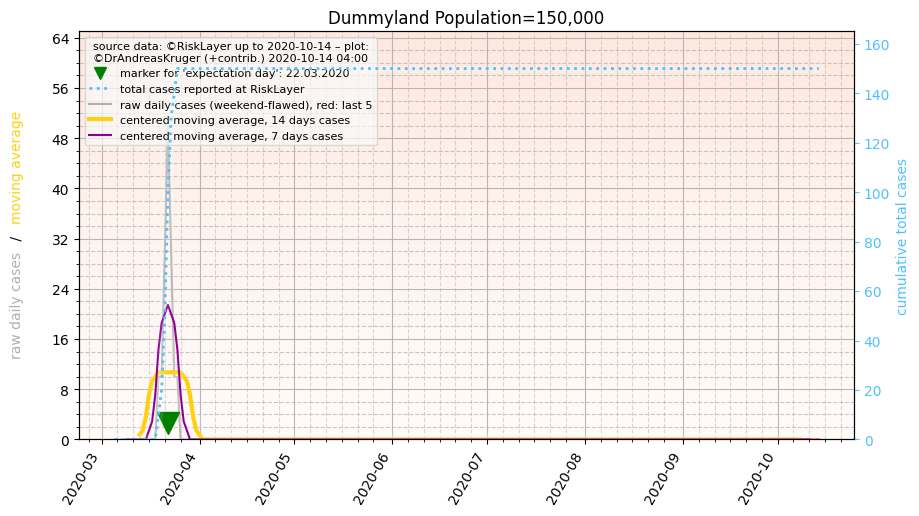 Dummyland Population=150,000
source data: ©RiskLayer up to 2020-10-14 – plot:
©DrAndreasKruger (+contrib.) 2020-10-14 04:00
marker for 'expectation day': 22.03.2020
total cases reported at RiskLayer
raw daily cases (weekend-flawed), red: last 5
centered moving average, 14 days cases
centered moving average, 7 days cases
raw daily cases / moving average
64
56
48
40
32
24
16
8
0
160
140
120
100
80
60
40
20
0
cumulative total cases
2020-03
2020-04
2020-05
2020-06
2020-07
2020-08
2020-09
2020-10